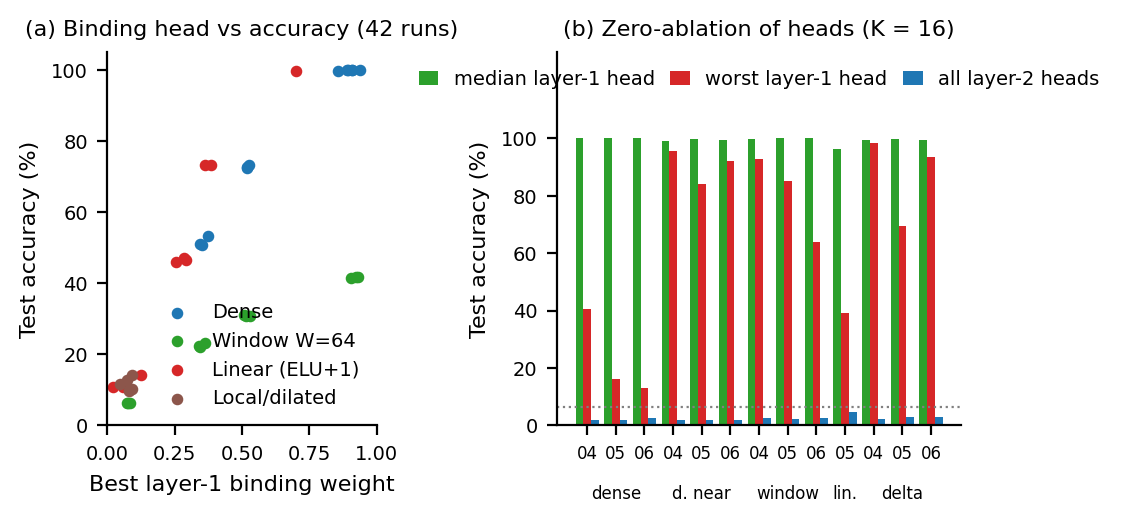 (a) Binding head vs accuracy (42 runs)
Test accuracy (%)
100
80
60
40
20
0
0.00 0.25 0.50 0.75 1.00
Best layer-1 binding weight
Dense
Window W=64
Linear (ELU+1)
Local/dilated
(b) Zero-ablation of heads (K = 16)
median layer-1 head worst layer-1 head all layer-2 heads
Test accuracy (%)
100
80
60
40
20
0
04 05 06 04 05 06 04 05 06 05 04 05 06
dense d. near window lin. delta